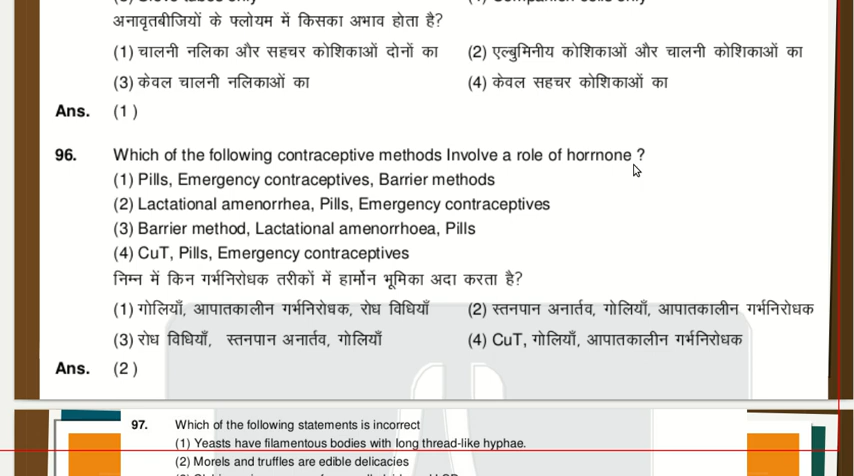 अनावृतबीजियों के फ्लोयम में किसका अभाव होता है?
(1) चालनी नलिका और सहचर कोशिकाओं दोनों का (2) एल्बुमिनीय कोशिकाओं और चालनी कोशिकाओं का
(3) केवल चालनी नलिकाओं का (4) केवल सहचर कोशिकाओं का
Ans. (1)
96. Which of the following contraceptive methods Involve a role of horrnone ?
(1) Pills, Emergency contraceptives, Barrier methods
(2) Lactational amenorrhea, Pills, Emergency contraceptives
(3) Barrier method, Lactational amenorrhoea, Pills
(4) CuT, Pills, Emergency contraceptives
निम्न में किन गर्भनिरोधक तरीकों में हार्मोन भूमिका अदा करता है?
(1) गोलियाँ, आपातकालीन गर्भनिरोधक, रोध विधियाँ (2) स्तनपान अनार्तव, गोलियाँ, आपातकालीन गर्भनिरोधक
(3) रोध विधियाँ, स्तनपान अनार्तव, गोलियाँ (4) CuT, गोलियाँ, आपातकालीन गर्भनिरोधक
Ans. (2)
97. Which of the following statements is incorrect
(1) Yeasts have filamentous bodies with long thread-like hyphae.
(2) Morels and truffles are edible delicacies